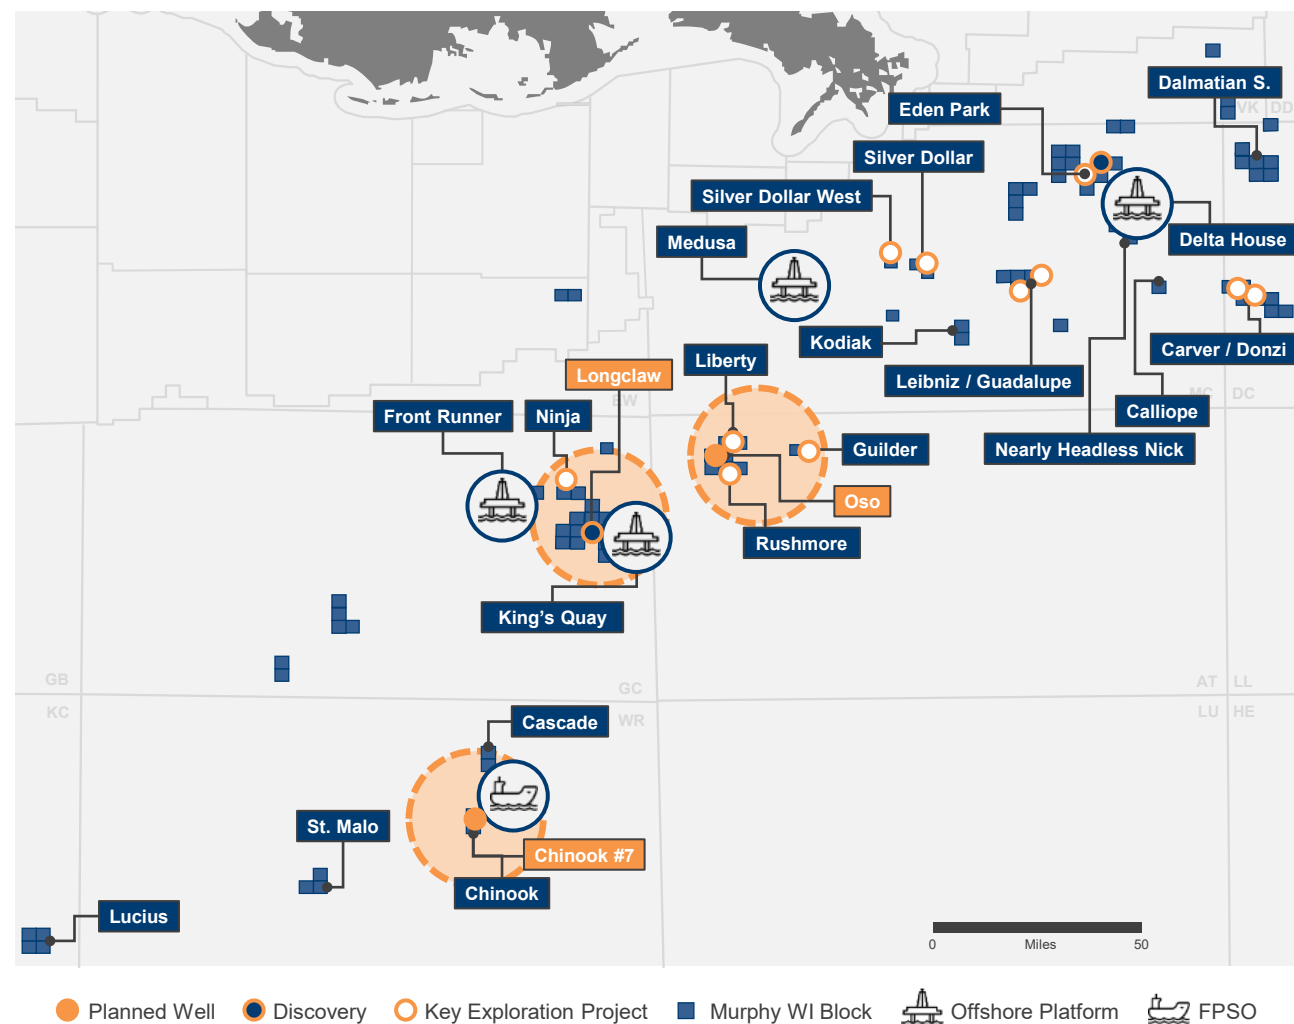 Dalmatian S.
Eden Park
VK
DD
Silver Dollar
Silver Dollar West
Medusa
Delta House
Kodiak
Carver / Donzi
Liberty
Longclaw
Leibniz / Guadalupe
MC
DC
EW
Calliope
Front Runner
Ninja
Guilder
Nearly Headless Nick
Oso
Rushmore
King’s Quay
GB
GC
AT
LL
KC
WR
LU
HE
Cascade
St. Malo
Chinook #7
Chinook
Lucius
0
Miles
50
Planned Well
Discovery
Key Exploration Project
Murphy WI Block
Offshore Platform
FPSO